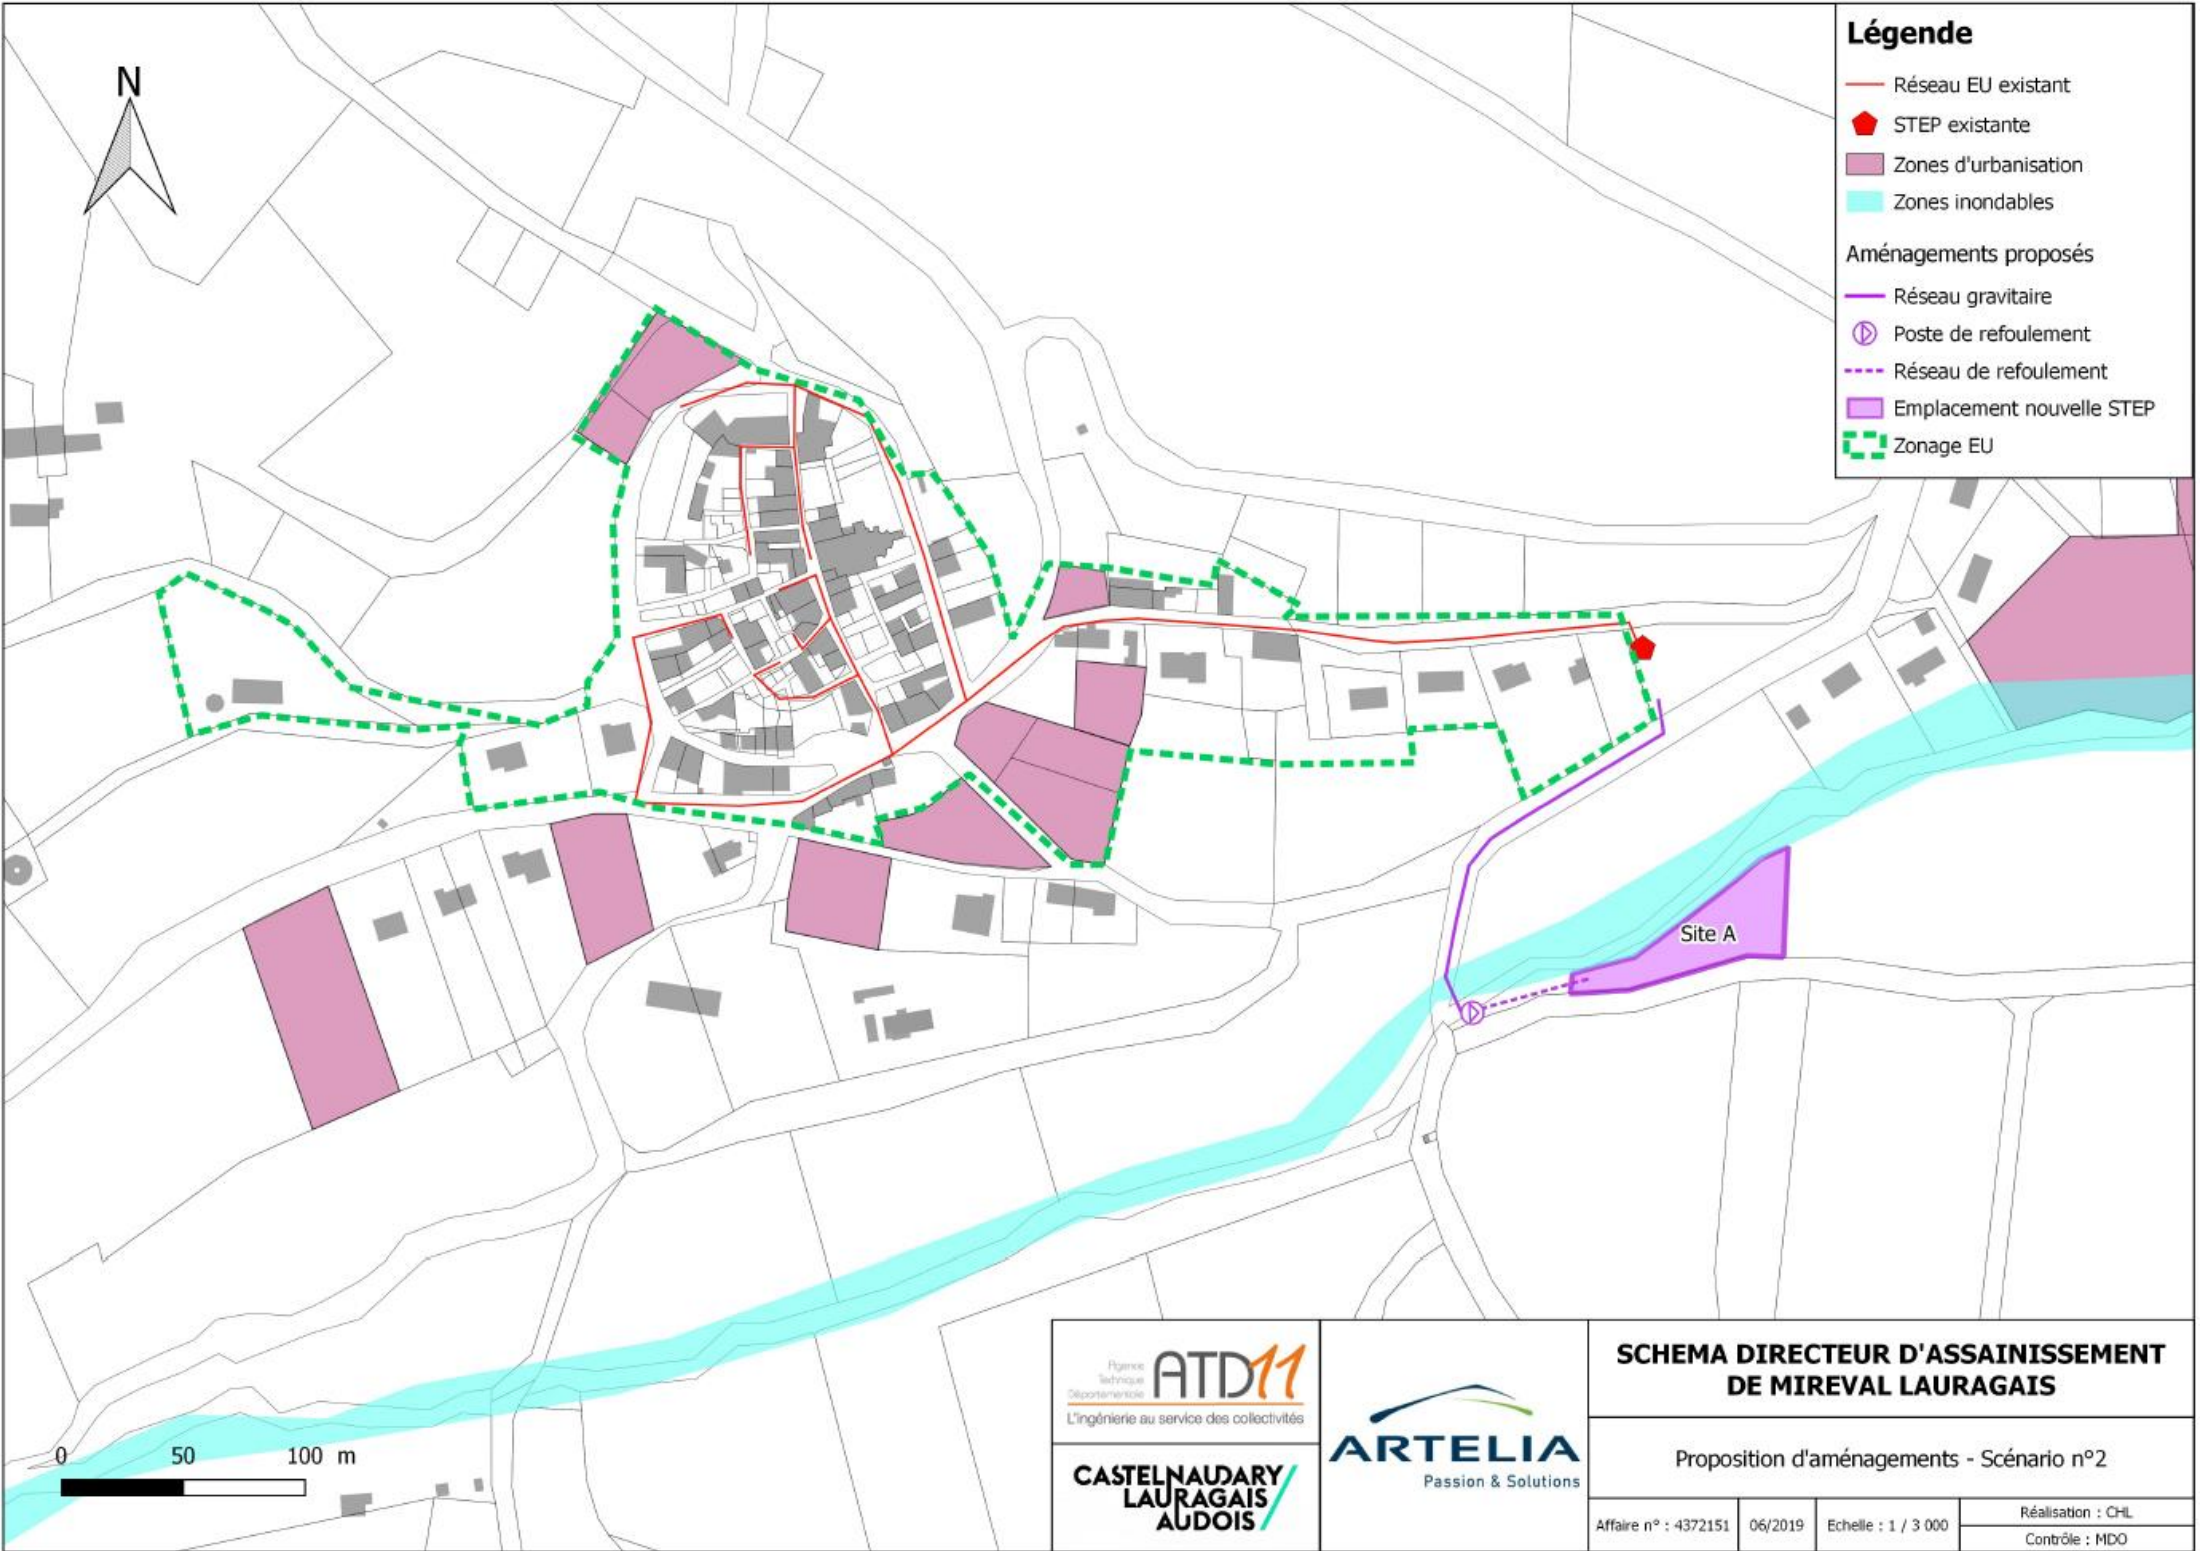 N
Légende
Réseau EU existant
STEP existante
Zones d'urbanisation
Zones inondables
Aménagements proposés
Réseau gravitaire
Poste de refoulement
Réseau de refoulement
Emplacement nouvelle STEP
Zonage EU
Site A
0 50 100 m
Agence
Technique
Départementale
ATD11
L'ingénierie au service des collectivités
CASTELNAUDARY
LAURAGAIS
AUDOIS
ARTELIA
Passion & Solutions
SCHEMA DIRECTEUR D'ASSAINISSEMENT
DE MIREVAL LAURAGAIS
Proposition d'aménagements - Scénario n°2
Affaire n° : 4372151 06/2019 Echelle : 1 / 3 000
Réalisation : CHL
Contrôle : MDO